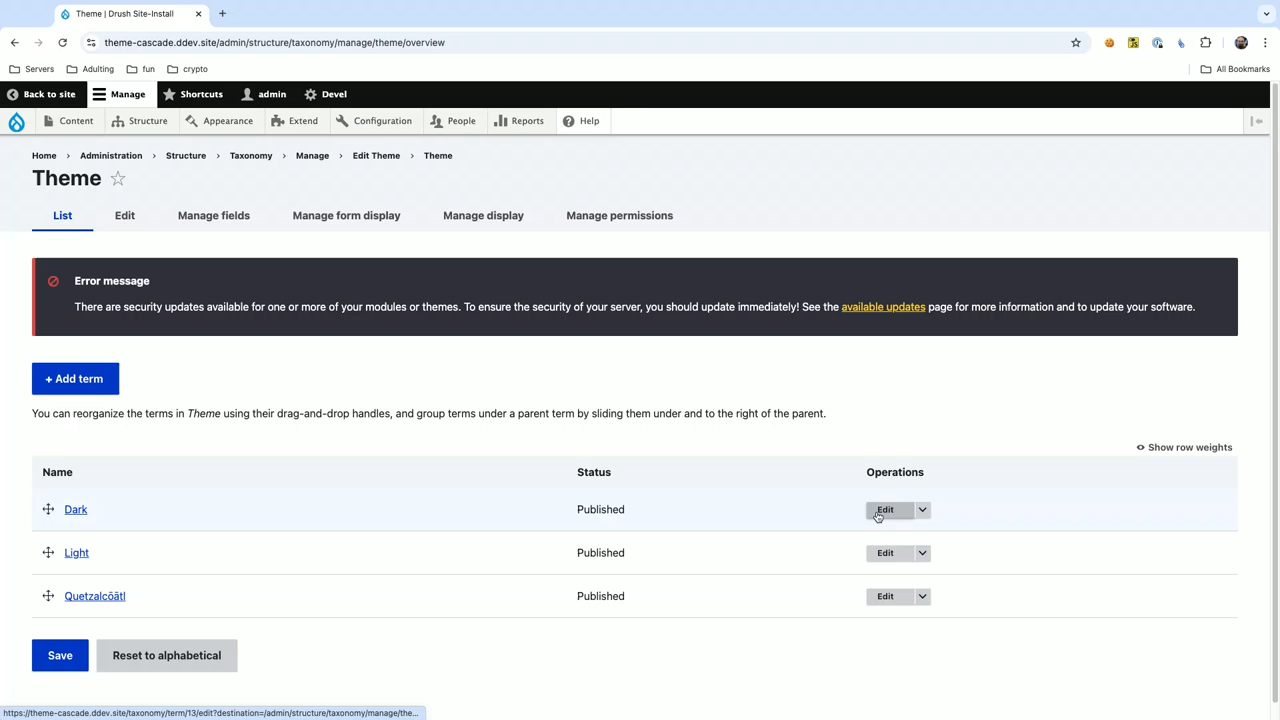 Theme | Drush Site-Install
theme-cascade.ddev.site/admin/structure/taxonomy/manage/theme/overview
Servers Adulting fun crypto All Bookmarks
Back to site Manage Shortcuts admin Devel
Content Structure Appearance Extend Configuration People Reports Help
Home › Administration › Structure › Taxonomy › Manage › Edit Theme › Theme
Theme
List Edit Manage fields Manage form display Manage display Manage permissions
Error message
There are security updates available for one or more of your modules or themes. To ensure the security of your server, you should update immediately! See the available updates page for more information and to update your software.
+ Add term
You can reorganize the terms in Theme using their drag-and-drop handles, and group terms under a parent term by sliding them under and to the right of the parent.
Show row weights
Name Status Operations
Dark Published Edit
Light Published Edit
Quetzalcōātl Published Edit
Save Reset to alphabetical
https://theme-cascade.ddev.site/taxonomy/term/13/edit?destination=/admin/structure/taxonomy/manage/the...